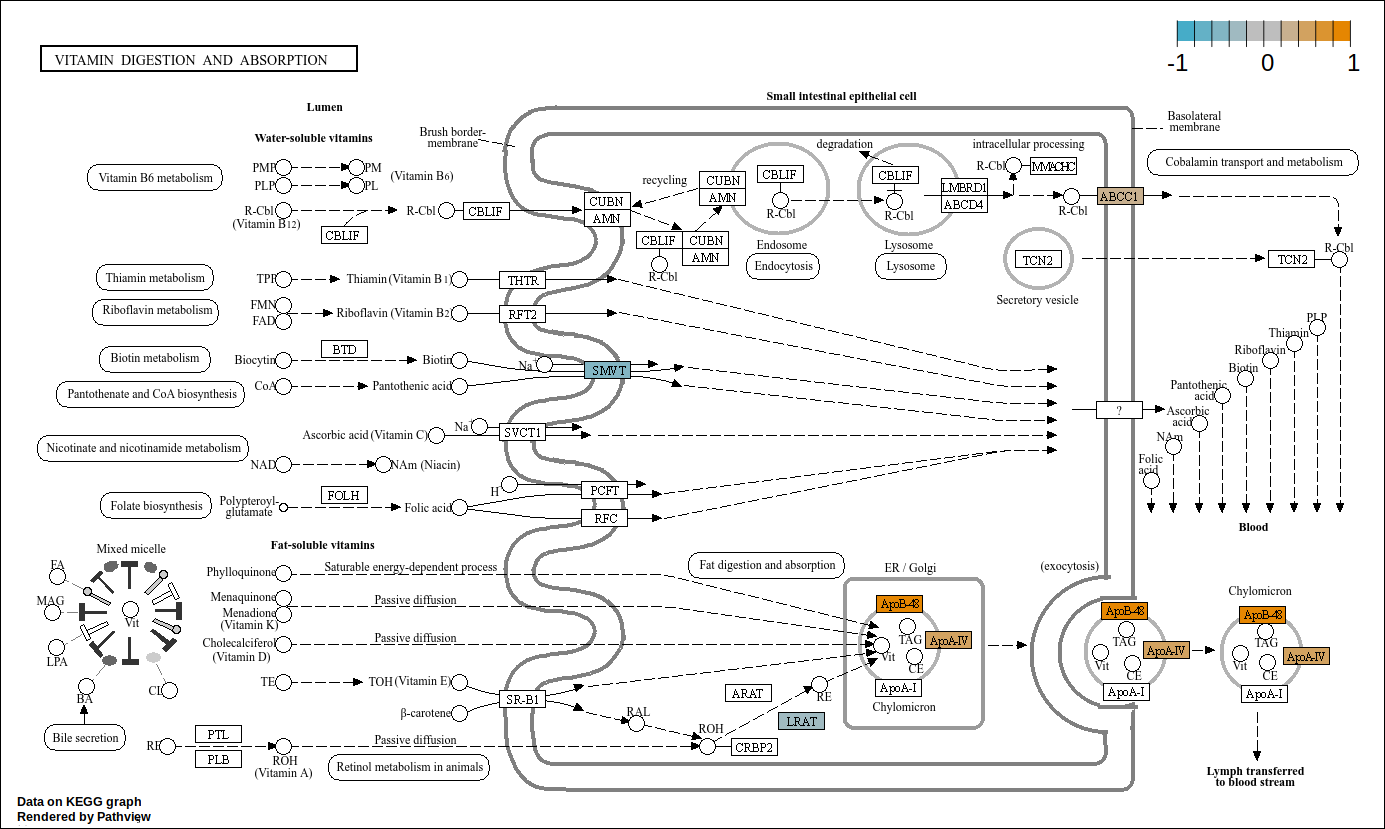 -1 0 1
VITAMIN DIGESTION AND ABSORPTION
Small intestinal epithelial cell
Lumen
Basolateral
membrane
Brush border-
membrane
Water-soluble vitamins
degradation
intracellular processing
Cobalamin transport and metabolism
Vitamin B6 metabolism
PMP
PM
PLP
PL
(Vitamin B6)
recycling
CUBN
AMN
CBLIF
R-Cbl
CBLIF
R-Cbl
LMBRD1
ABCD4
R-Cbl
MMACHC
R-Cbl
ABCC1
R-Cbl
(Vitamin B12)
CBLIF
R-Cbl
CBLIF
CUBN
AMN
CBLIF
CUBN
AMN
R-Cbl
Endosome
Endocytosis
Lysosome
Lysosome
TCN2
Secretory vesicle
TCN2
R-Cbl
Thiamin metabolism
TPP
Thiamin (Vitamin B1)
THTR
Riboflavin metabolism
FMN
FAD
Riboflavin (Vitamin B2
RFT2
Biotin metabolism
Biocytin
BTD
Biotin
Na+
SMVT
Pantothenate and CoA biosynthesis
CoA
Pantothenic acid
?
PLP
Thiamin
Riboflavin
Biotin
Pantothenic
acid
Ascorbic
acid
NAm
Folic
acid
Blood
Ascorbic acid (Vitamin C)
Na+
SVCT1
Nicotinate and nicotinamide metabolism
NAD
NAm (Niacin)
H+
PCFT
RFC
Folate biosynthesis
Polypteroyl-
glutamate
FOLH
Folic acid
Fat-soluble vitamins
Mixed micelle
FA
MAG
LPA
BA
CL
Vit
Bile secretion
Phylloquinone
Saturable energy-dependent process
Menaquinone
Menadione
(Vitamin K)
Passive diffusion
Cholecalciferol
(Vitamin D)
Passive diffusion
TE
TOH (Vitamin E)
β-carotene
SR-B1
RE
PTL
PLB
ROH
(Vitamin A)
Passive diffusion
Retinol metabolism in animals
RAL
ROH
CRBP2
ARAT
LRAT
RE
Fat digestion and absorption
ER / Golgi
ApoB-48
TAG
ApoA-IV
Vit
CE
ApoA-I
Chylomicron
(exocytosis)
ApoB-48
TAG
ApoA-IV
Vit
CE
ApoA-I
Chylomicron
ApoB-48
TAG
ApoA-IV
Vit
CE
ApoA-I
Lymph transferred
to blood stream
Data on KEGG graph
Rendered by Pathview